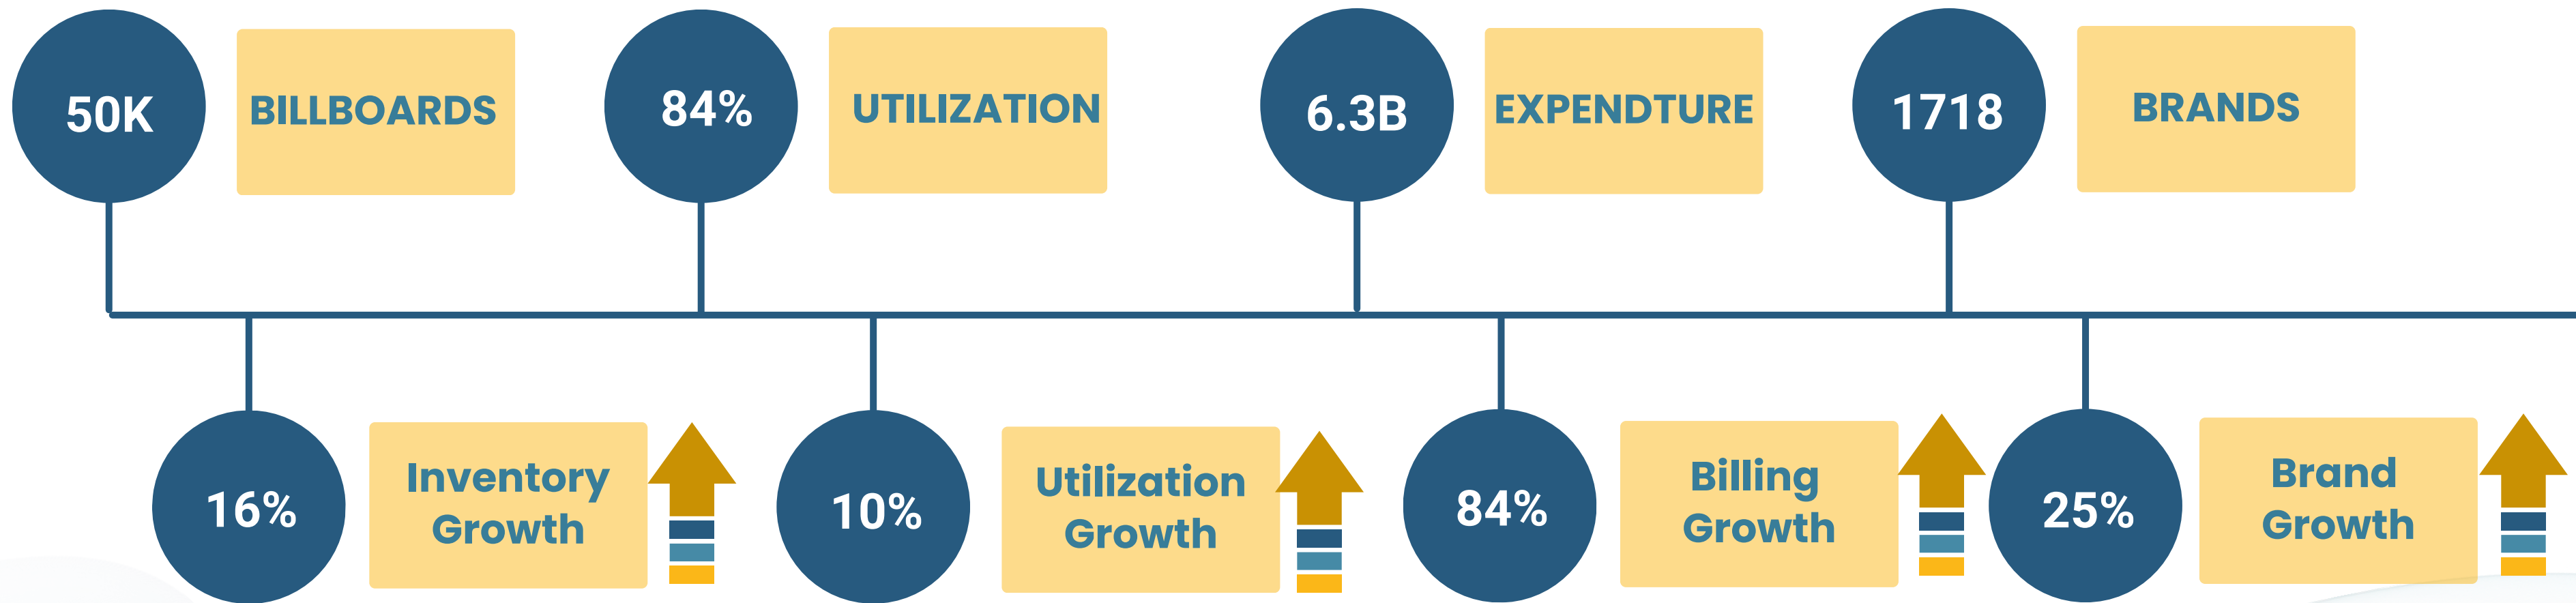 50K
BILLBOARDS
84%
UTILIZATION
6.3B
EXPENDTURE
1718
BRANDS
16%
Inventory
Growth
10%
Utilization
Growth
84%
Billing
Growth
25%
Brand
Growth